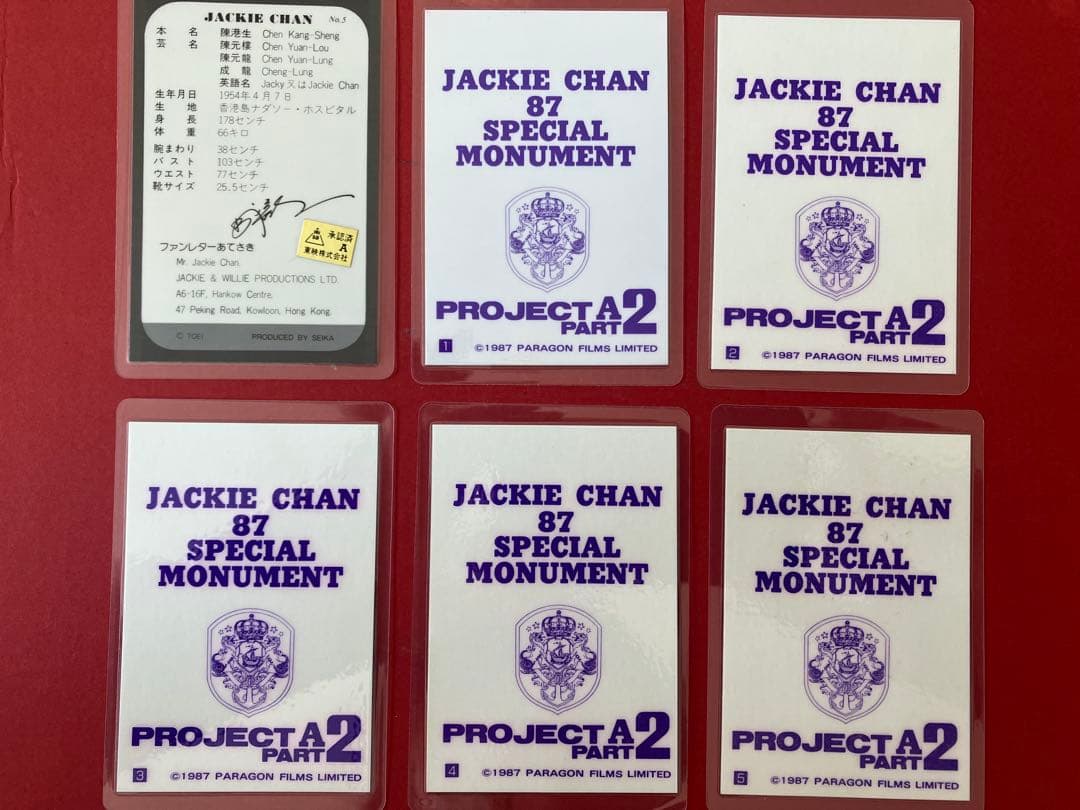 JACKIE CHAN No.5
本名 陳港生 Chen Kang-Sheng
芸名 陳元樓 Chen Yuan-Lou
陳元龍 Chen Yuan-Lung
成龍 Cheng-Lung
英語名 Jacky又はJackie Chan
生年月日 1954年4月7日
生地 香港島ナダソー・ホスピタル
身長 178センチ
体重 66キロ
腕まわり 38センチ
バスト 103センチ
ウエスト 77センチ
靴サイズ 25.5センチ
承認済
A
東映株式会社
ファンレターあてさき
Mr. Jackie Chan.
JACKIE & WILLIE PRODUCTIONS LTD.
A6-16F, Hankow Centre,
47 Peking Road, Kowloon, Hong Kong.
© TOEI PRODUCED BY SEIKA
JACKIE CHAN
87
SPECIAL
MONUMENT
PROJECT A2
PART
1 ©1987 PARAGON FILMS LIMITED
JACKIE CHAN
87
SPECIAL
MONUMENT
PROJECT A2
PART
2 ©1987 PARAGON FILMS LIMITED
JACKIE CHAN
87
SPECIAL
MONUMENT
PROJECT A2
PART
3 ©1987 PARAGON FILMS LIMITED
JACKIE CHAN
87
SPECIAL
MONUMENT
PROJECT A2
PART
4 ©1987 PARAGON FILMS LIMITED
JACKIE CHAN
87
SPECIAL
MONUMENT
PROJECT A2
PART
5 ©1987 PARAGON FILMS LIMITED